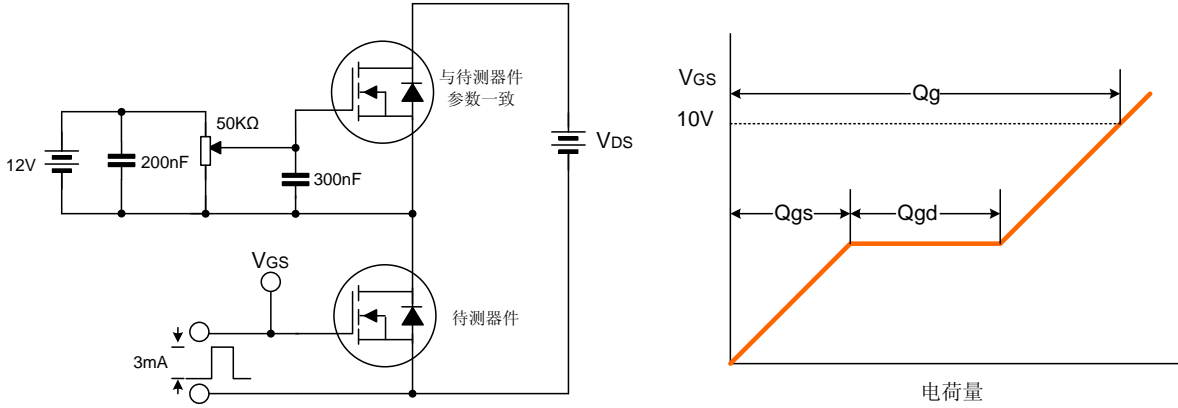 与待测器件
参数一致
50KΩ
12V
200nF
300nF
VDS
VGS
待测器件
3mA
VGS
10V
Qg
Qgs
Qgd
电荷量